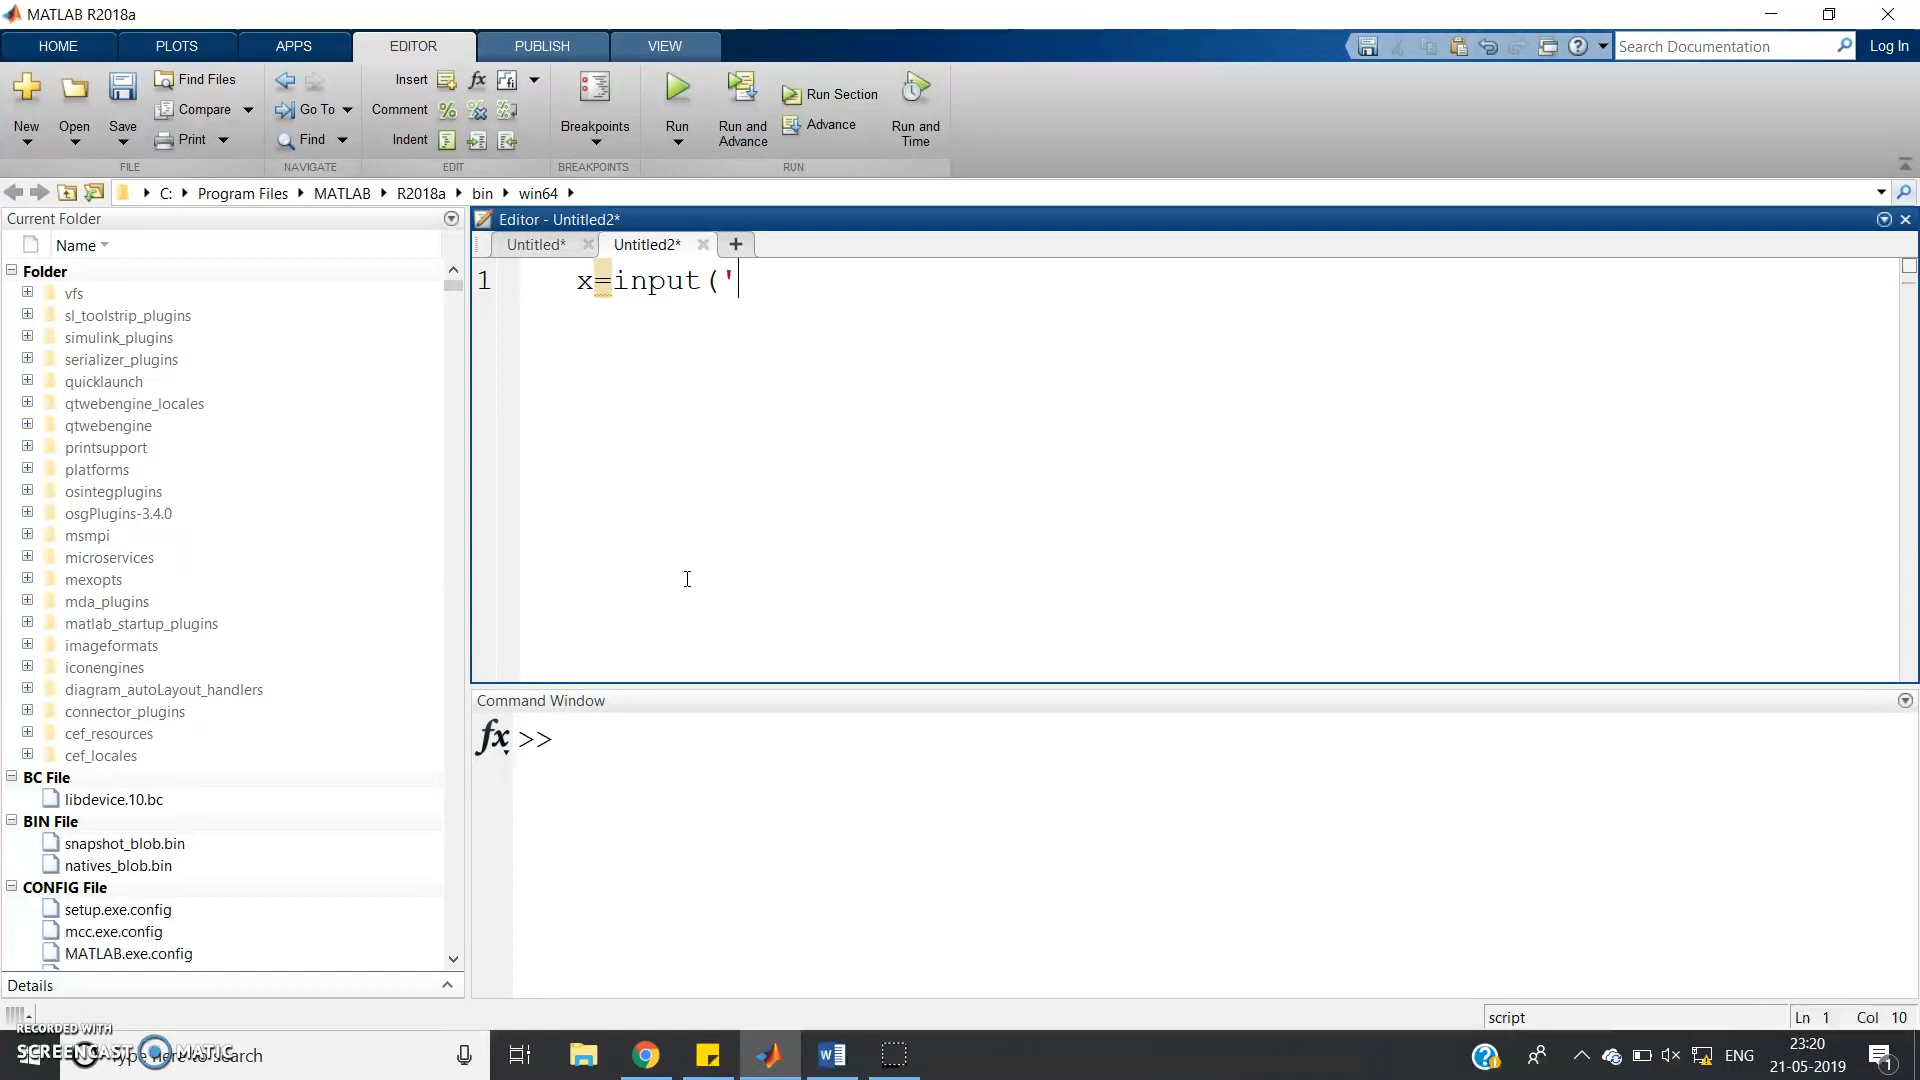 MATLAB R2018a
HOME PLOTS APPS EDITOR PUBLISH VIEW Search Documentation Log In
Find Files Insert fx
Compare Go To Comment Run Section
New Open Save Print Find Indent Breakpoints Run Run and Advance Advance Run and Time
FILE NAVIGATE EDIT BREAKPOINTS RUN
C: Program Files MATLAB R2018a bin win64
Current Folder
Editor - Untitled2*
Name
Untitled* Untitled2* +
1 x=input('
Folder
vfs
sl_toolstrip_plugins
simulink_plugins
serializer_plugins
quicklaunch
qtwebengine_locales
qtwebengine
printsupport
platforms
osintegplugins
osgPlugins-3.4.0
msmpi
microservices
mexopts
mda_plugins
matlab_startup_plugins
imageformats
iconengines
diagram_autoLayout_handlers
connector_plugins
cef_resources
cef_locales
BC File
libdevice.10.bc
BIN File
snapshot_blob.bin
natives_blob.bin
CONFIG File
setup.exe.config
mcc.exe.config
MATLAB.exe.config
Details
Command Window
fx >>
script Ln 1 Col 10
RECORDED WITH
SCREENCAST MATIC
Type here to search
ENG 23:20
21-05-2019
1